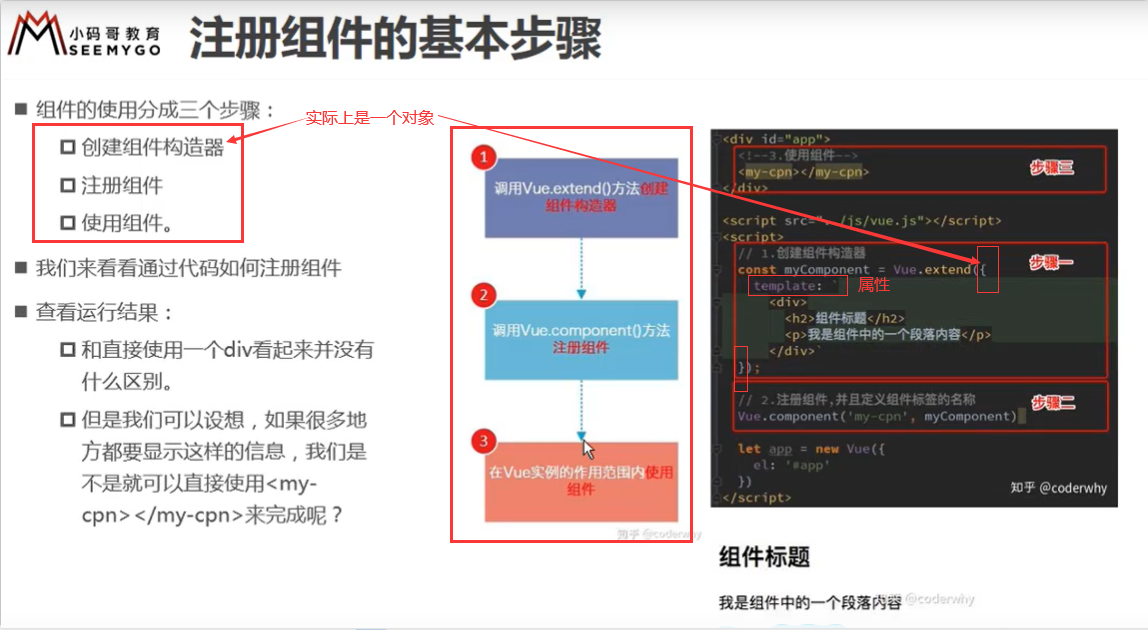 小码哥教育
SEEMYGO
注册组件的基本步骤
组件的使用分成三个步骤：
创建组件构造器
注册组件
使用组件。
我们来看看通过代码如何注册组件
查看运行结果：
和直接使用一个div看起来并没有
什么区别。
但是我们可以设想，如果很多地
方都要显示这样的信息，我们是
不是就可以直接使用<my-
cpn></my-cpn>来完成呢？
实际上是一个对象
1
调用Vue.extend()方法创建
组件构造器
2
调用Vue.component()方法
注册组件
3
在Vue实例的作用范围内使用
组件
知乎 @coderwhy
<div id="app">
<!--3.使用组件-->
<my-cpn></my-cpn>
</div>
步骤三
<script src="../js/vue.js"></script>
<script>
// 1.创建组件构造器
const myComponent = Vue.extend({
步骤一
template: `
属性
<div>
<h2>组件标题</h2>
<p>我是组件中的一个段落内容</p>
</div>`
});
// 2.注册组件,并且定义组件标签的名称
步骤二
Vue.component('my-cpn', myComponent)
let app = new Vue({
el: '#app'
})
</script>
知乎 @coderwhy
组件标题
我是组件中的一个段落内容
@coderwhy